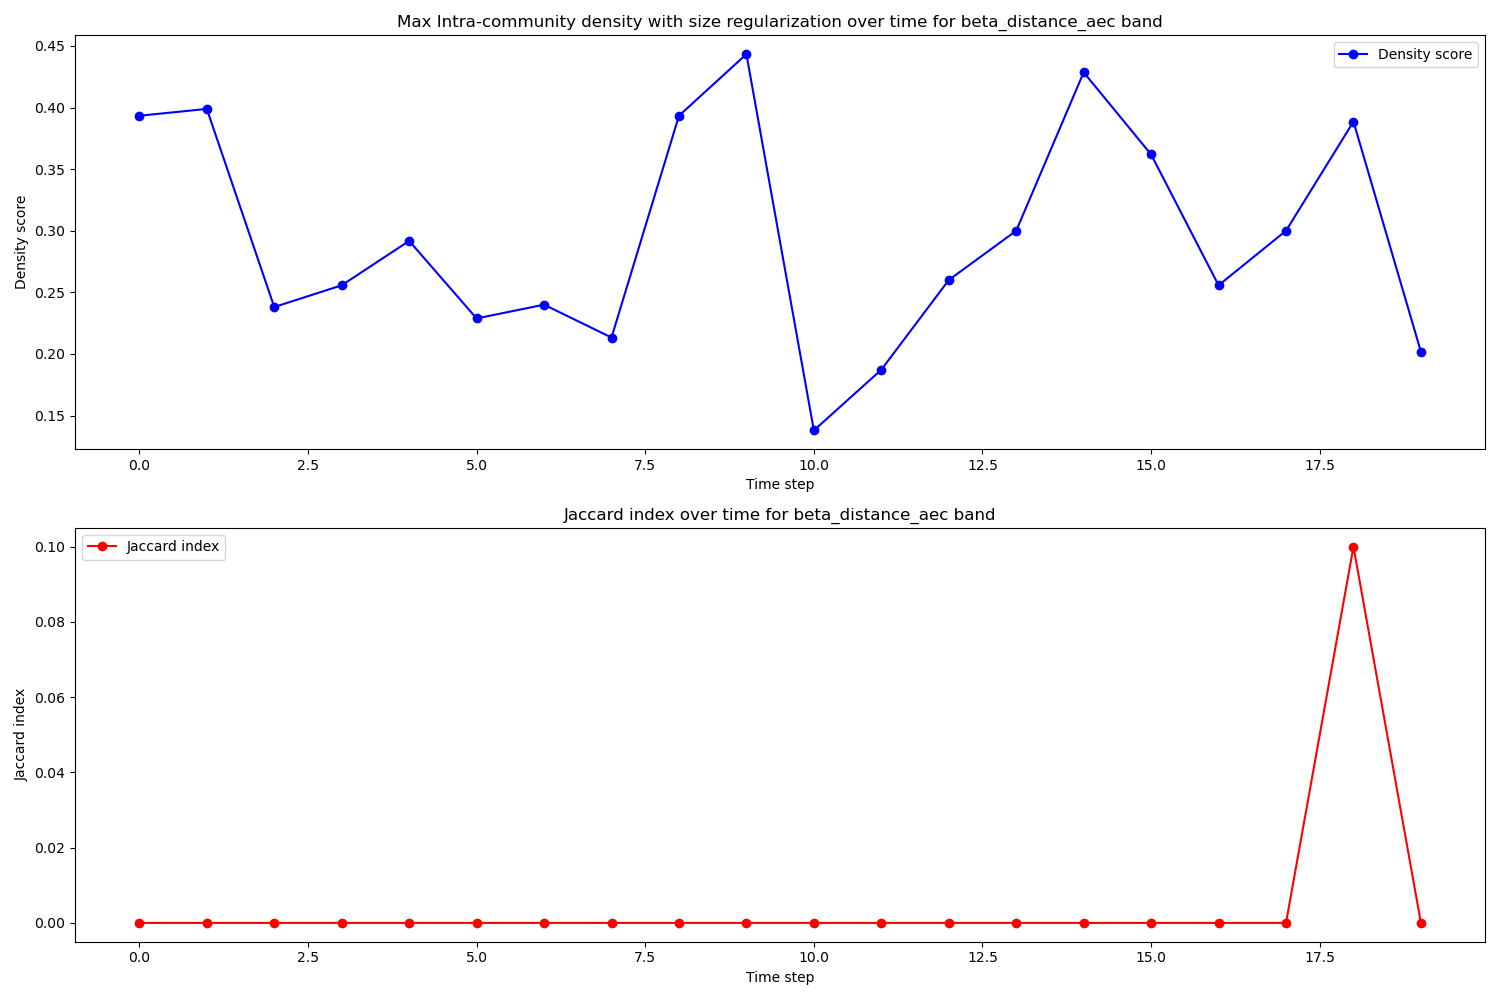 Max Intra-community density with size regularization over time for beta_distance_aec band
Density score
0.45
0.40
0.35
0.30
0.25
0.20
0.15
Density score
0.0 2.5 5.0 7.5 10.0 12.5 15.0 17.5
Time step
Jaccard index over time for beta_distance_aec band
Jaccard index
0.10
0.08
0.06
0.04
0.02
0.00
Jaccard index
0.0 2.5 5.0 7.5 10.0 12.5 15.0 17.5
Time step